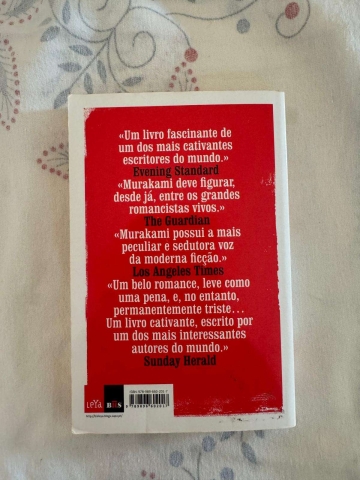 «Um livro fascinante de
um dos mais cativantes
escritores do mundo.»
Evening Standard
«Murakami deve figurar,
desde já, entre os grandes
romancistas vivos.»
The Guardian
«Murakami possui a mais
peculiar e sedutora voz
da moderna ficção.»
Los Angeles Times
«Um belo romance, leve como
uma pena, e, no entanto,
permanentemente triste...
Um livro cativante, escrito por
um dos mais interessantes
autores do mundo.»
Sunday Herald
LeYa